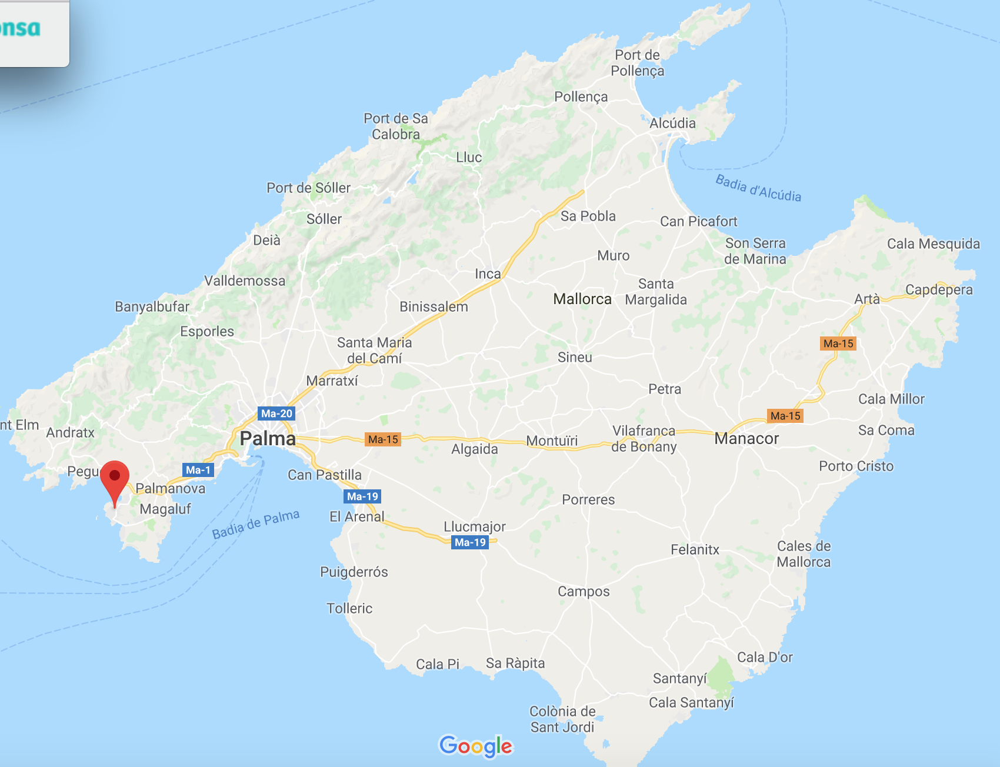 onsa
Port de
Pollença
Pollença
Port de Sa
Calobra
Alcúdia
Lluc
Badia d'Alcúdia
Port de Sóller
Sóller
Sa Pobla
Can Picafort
Deià
Son Serra
de Marina
Cala Mesquida
Muro
Valldemossa
Inca
Santa
Margalida
Mallorca
Capdepera
Artà
Banyalbufar
Binissalem
Esporles
Santa Maria
del Camí
Ma-15
Sineu
Marratxí
Petra
Cala Millor
Ma-20
Ma-15
nt Elm
Andratx
Palma
Ma-15
Algaida
Montuïri
Vilafranca
de Bonany
Manacor
Sa Coma
Pegu
Ma-1
Can Pastilla
Porto Cristo
Palmanova
Magaluf
Ma-19
El Arenal
Badia de Palma
Porreres
Llucmajor
Ma-19
Felanitx
Cales de
Mallorca
Puigderrós
Campos
Tolleric
Cala Pi
Sa Ràpita
Cala D'or
Santanyí
Cala Santanyí
Colònia de
Sant Jordi
Google